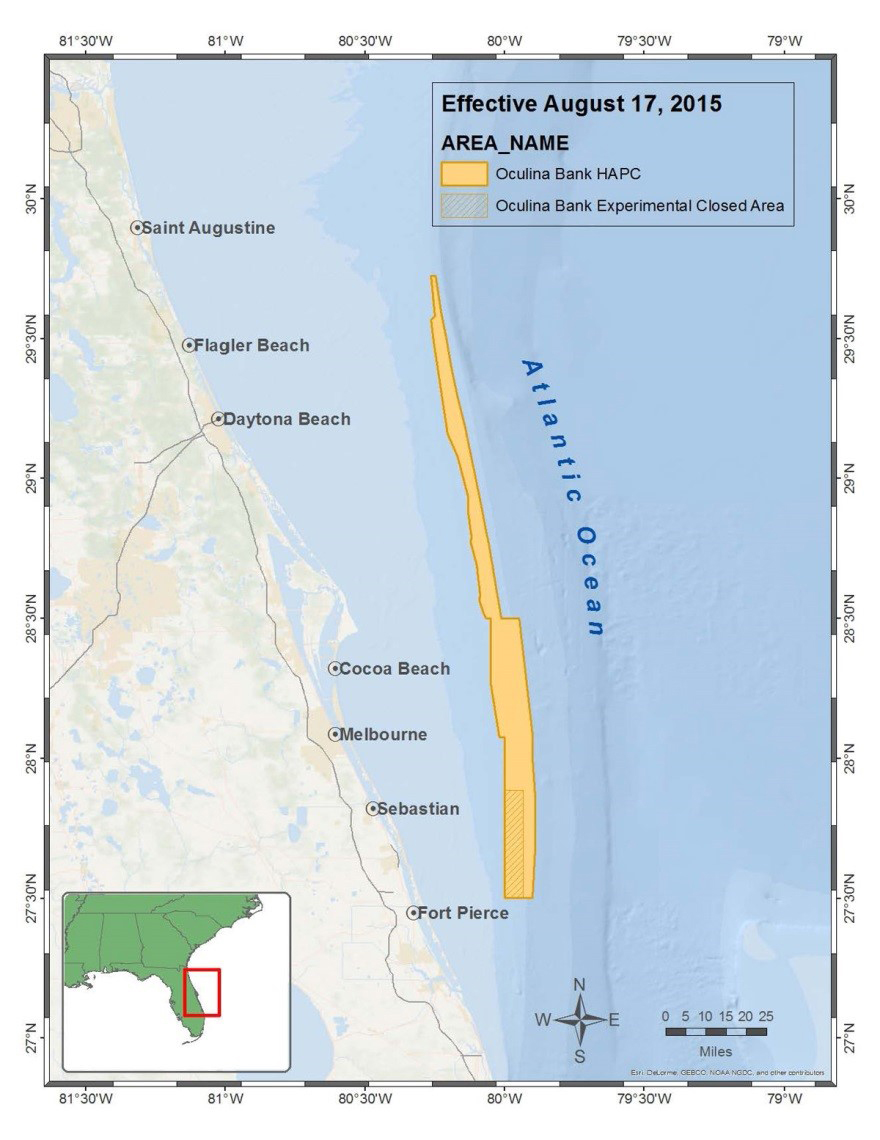 81°30'W 81°W 80°30'W 80°W 79°30'W 79°W
Effective August 17, 2015
AREA_NAME
Oculina Bank HAPC
Oculina Bank Experimental Closed Area
30°N 30°N
Saint Augustine
29°30'N 29°30'N
Flagler Beach
Atlantic Ocean
Daytona Beach
29°N 29°N
28°30'N 28°30'N
Cocoa Beach
Melbourne
28°N 28°N
Sebastian
27°30'N 27°30'N
Fort Pierce
N
W E
S
0 5 10 15 20 25
Miles
27°N 27°N
Esri, DeLorme, GEBCO, NOAA NGDC, and other contributors
81°30'W 81°W 80°30'W 80°W 79°30'W 79°W